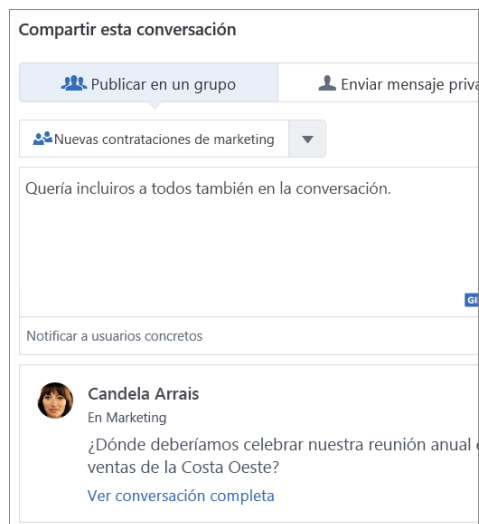 Compartir esta conversación
Publicar en un grupo
Enviar mensaje
Nuevas contrataciones de marketing
Quería incluiros a todos también en la conversación.
Notificar a usuarios concretos
Candela Arrais
En Marketing
¿Dónde deberíamos celebrar nuestra reunión anual
ventas de la Costa Oeste?
Ver conversación completa